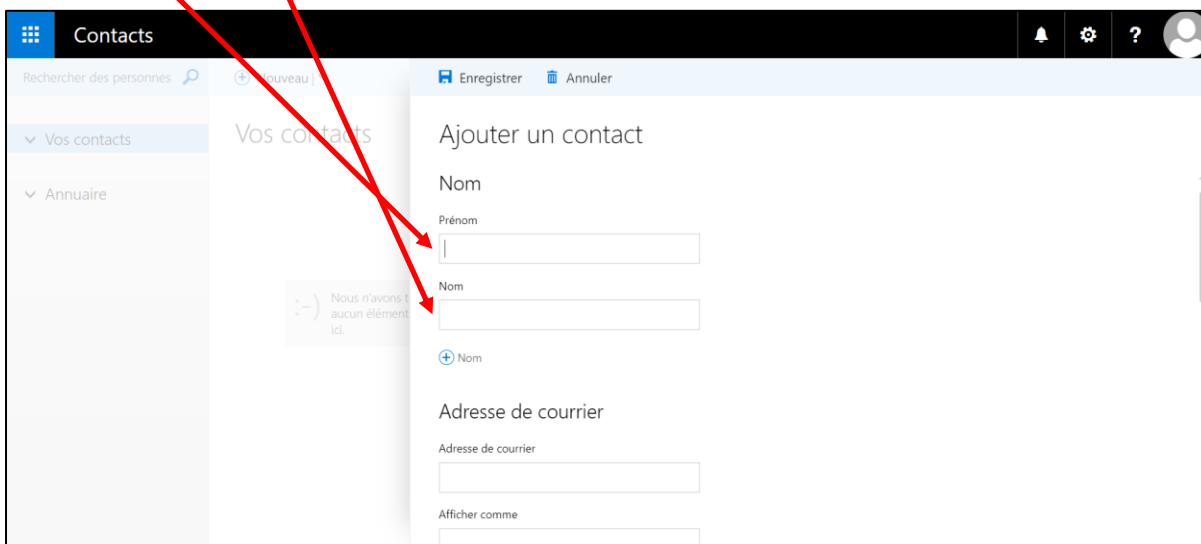 Contacts
?
Rechercher des personnes
Nouveau |
Enregistrer
Annuler
Vos contacts
Annuaire
Vos contacts
:-)
Nous n'avons t
aucun élément
ici.
Ajouter un contact
Nom
Prénom
Nom
Nom
Adresse de courrier
Adresse de courrier
Afficher comme